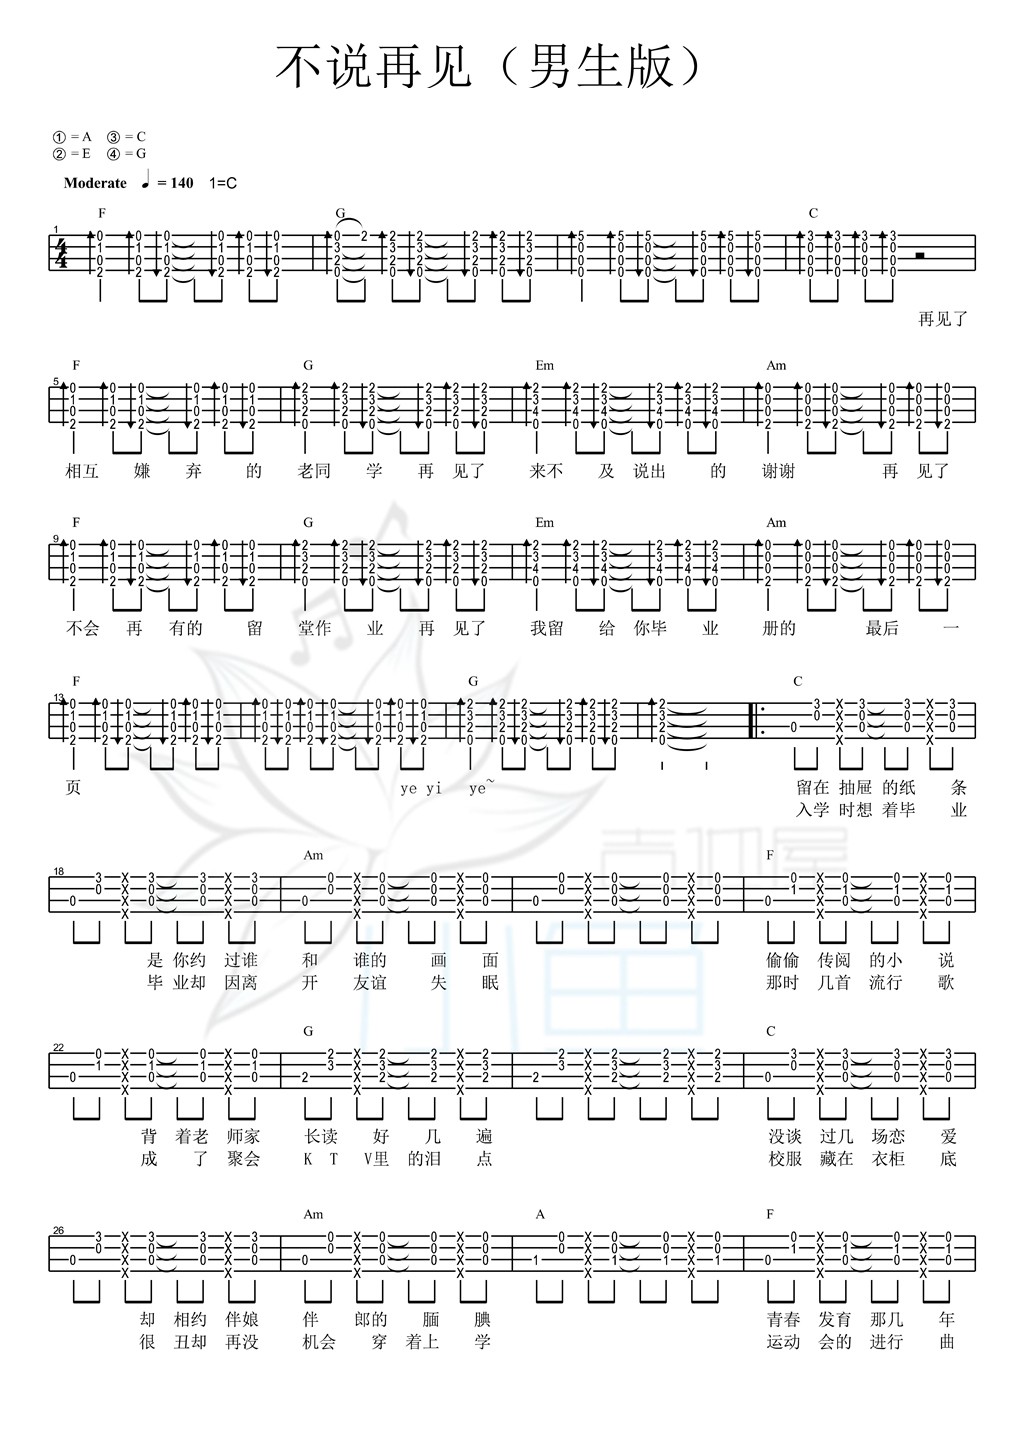 不说再见（男生版）
① = A ③ = C
② = E ④ = G
Moderate ♩ = 140 1=C
F G C
再见了
F G Em Am
相互 嫌 弃 的 老同 学 再 见了 来不 及 说出 的 谢谢 再 见了
F G Em Am
不会 再 有的 留 堂作 业 再 见了 我留 给 你毕 业 册的 最后 一
F G C
页 ye yi ye~ 留在 抽屉 的纸 条
入学 时想 着毕 业
Am F
是 你约 过谁 和 谁的 画 面 偷偷 传阅 的小 说
毕 业却 因离 开 友谊 失 眠 那时 几首 流行 歌
G C
背 着老 师家 长读 好 几 遍 没谈 过几 场恋 爱
成 了 聚会 K T V里 的泪 点 校服 藏在 衣柜 底
Am A F
却 相约 伴娘 伴 郎的 腼 腆 青春 发育 那几 年
很 丑却 再没 机会 穿 着上 学 运动 会的 进行 曲